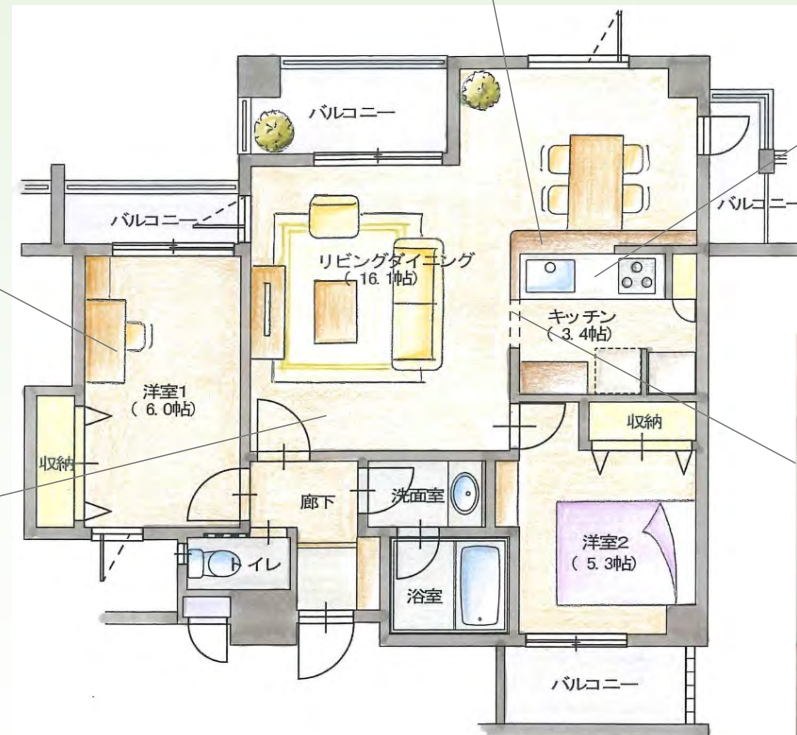 バルコニー
バルコニー
バルコニー
リビングダイニング
( 16.1帖)
キッチン
( 3.4帖)
洋室1
( 6.0帖)
収納
収納
廊下
洗面室
トイレ
浴室
洋室2
( 5.3帖)
バルコニー